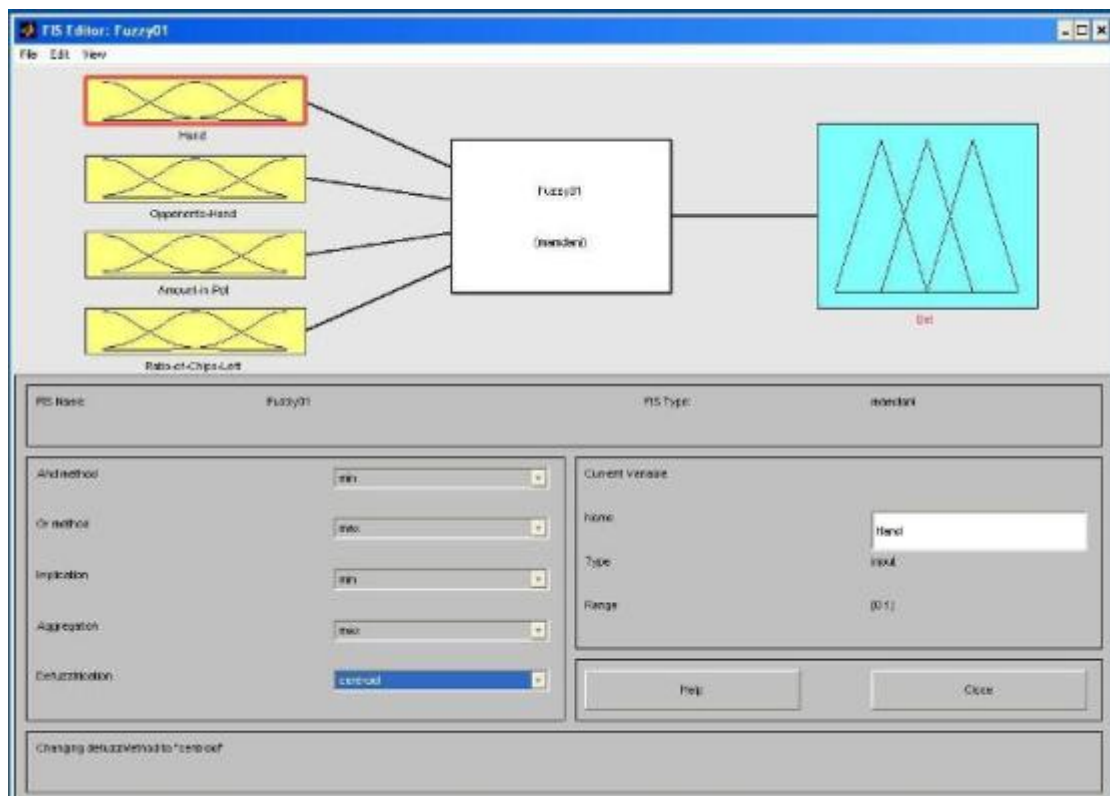 FIS Editor: Fuzzy01
File Edit View
Hand
Opponents-Hand
Amount-in-Pot
Ratio-of-Chips-Left
Fuzzy01
(mamdani)
Bet
FIS Name: Fuzzy01 FIS Type: mamdani
And method min
Or method max
Implication min
Aggregation max
Defuzzification centroid
Current Variable
Name Hand
Type input
Range [0 1]
Help Close
Changing defuzzMethod to "centroid"